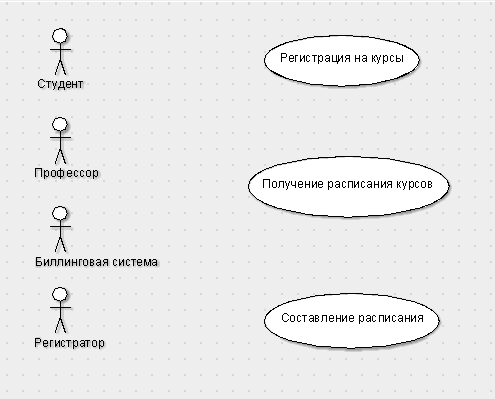 Регистрация на курсы
Студент
Профессор
Получение расписания курсов
Биллинговая система
Составление расписания
Регистратор